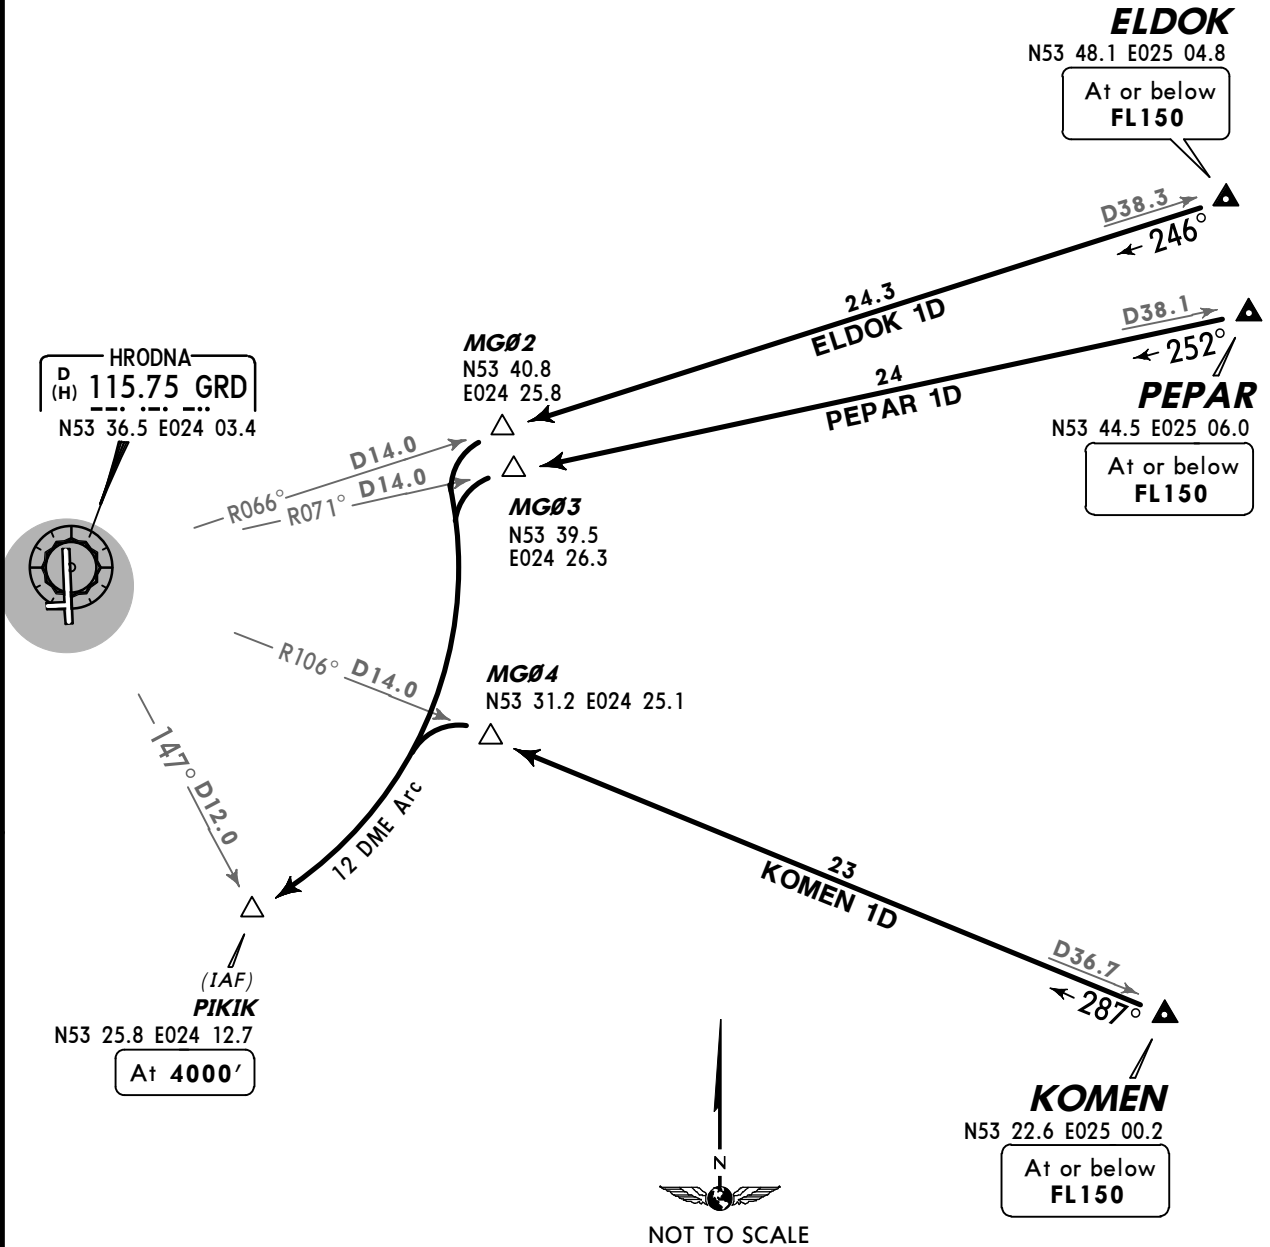 ELDOK
N53 48.1 E025 04.8
At or below
FL150
D38.3
246°
24.3
ELDOK 1D
D38.1
252°
24
PEPAR 1D
PEPAR
N53 44.5 E025 06.0
At or below
FL150
HRODNA
D
(H) 115.75 GRD
N53 36.5 E024 03.4
MGØ2
N53 40.8
E024 25.8
R066° D14.0
R071° D14.0
MGØ3
N53 39.5
E024 26.3
R106° D14.0
MGØ4
N53 31.2 E024 25.1
147° D12.0
12 DME Arc
23
KOMEN 1D
D36.7
287°
(IAF)
PIKIK
N53 25.8 E024 12.7
At 4000'
KOMEN
N53 22.6 E025 00.2
At or below
FL150
N
NOT TO SCALE